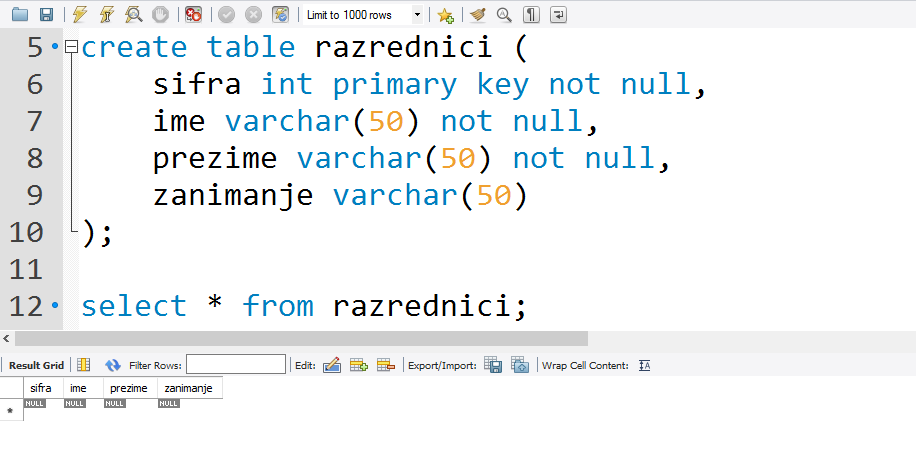 Limit to 1000 rows
5 create table razrednici (
6 sifra int primary key not null,
7 ime varchar(50) not null,
8 prezime varchar(50) not null,
9 zanimanje varchar(50)
10 );
11
12 select * from razrednici;
Result Grid Filter Rows: Edit: Export/Import: Wrap Cell Content: IA
sifra ime prezime zanimanje
NULL NULL NULL NULL
*